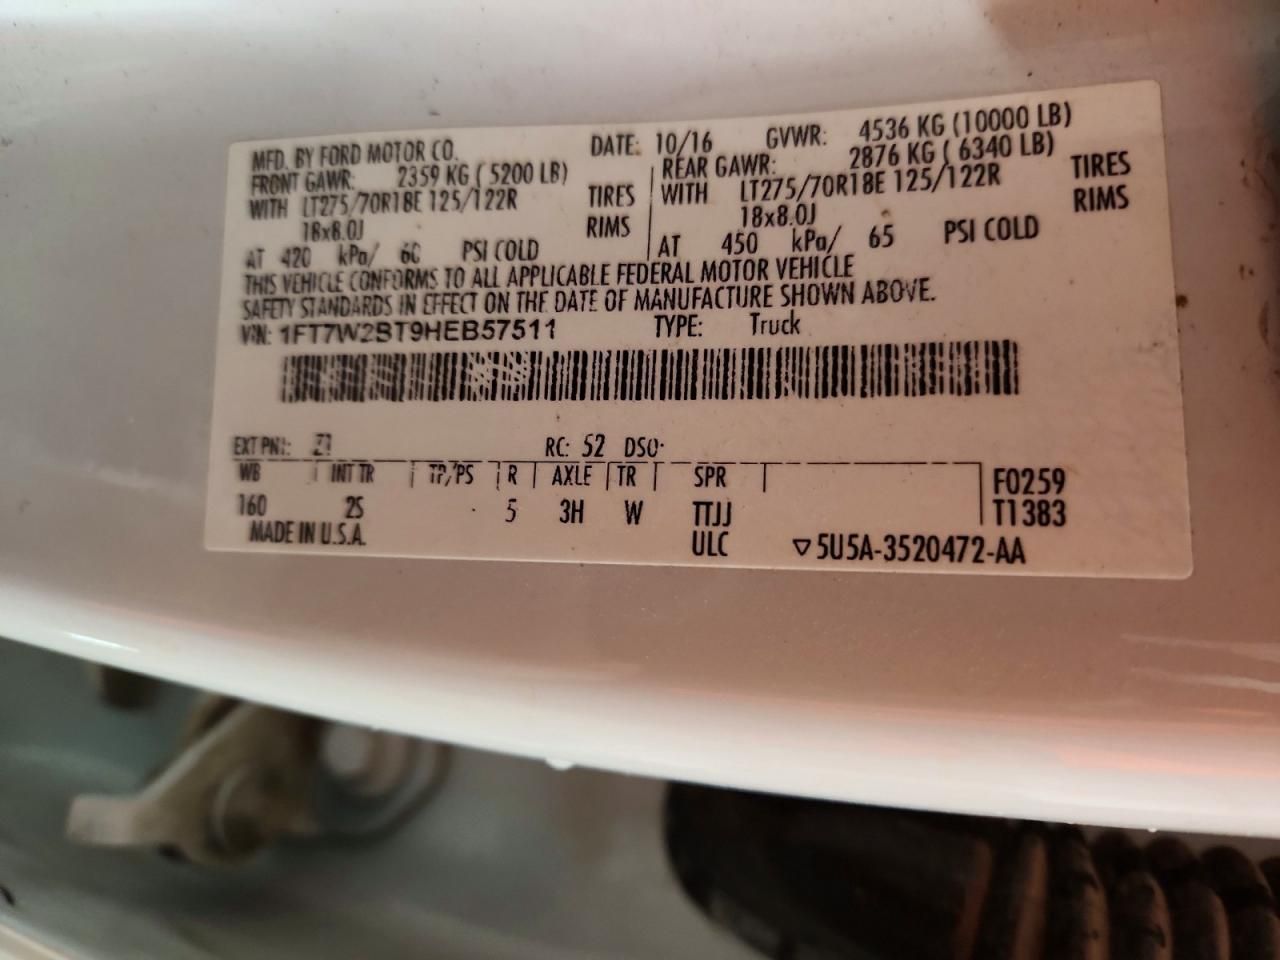 MFD. BY FORD MOTOR CO. DATE: 10/16 GVWR: 4536 KG (10000 LB)
FRONT GAWR: 2359 KG ( 5200 LB) REAR GAWR: 2876 KG ( 6340 LB)
WITH LT275/70R18E 125/122R TIRES WITH LT275/70R18E 125/122R TIRES
18x8.0J RIMS 18x8.0J RIMS
AT 420 kPa/ 60 PSI COLD AT 450 kPa/ 65 PSI COLD
THIS VEHICLE CONFORMS TO ALL APPLICABLE FEDERAL MOTOR VEHICLE
SAFETY STANDARDS IN EFFECT ON THE DATE OF MANUFACTURE SHOWN ABOVE.
VIN: 1FT7W2BT9HEB57511 TYPE: Truck
EXT PNT: Z1 RC: 52 DSO:
WB INT TR TP/PS R AXLE TR SPR F0259
160 2S 5 3H W TTJJ T1383
MADE IN U.S.A. ULC ▽5U5A-3520472-AA